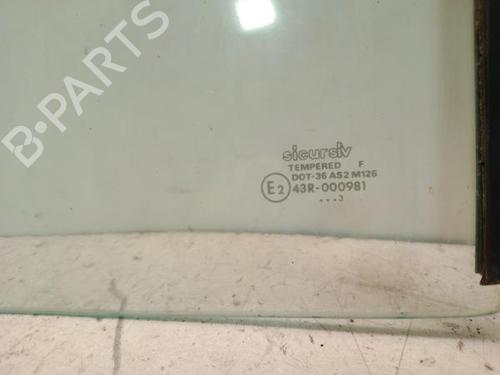 B-PARTS
sicursiv
TEMPERED F
DOT-36 AS2 M126
E2 43R-000981
...3